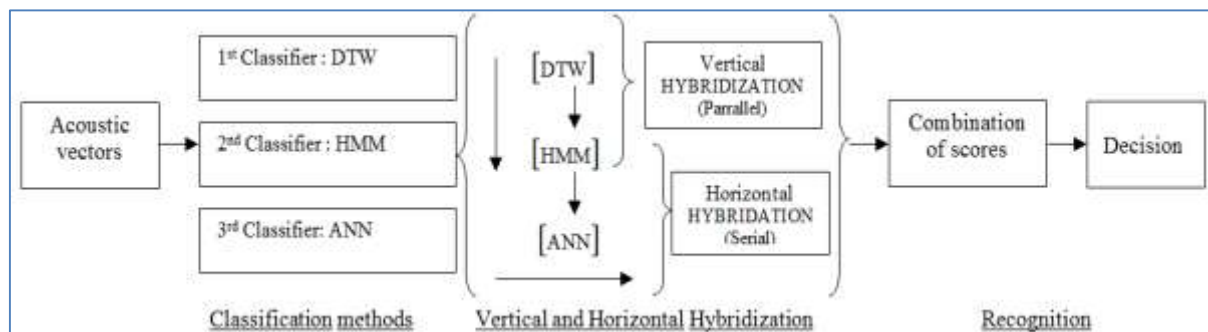 Acoustic
vectors
1st Classifier : DTW
2nd Classifier : HMM
3rd Classifier: ANN
[DTW]
[HMM]
[ANN]
Vertical
HYBRIDIZATION
(Parrallel)
Horizontal
HYBRIDATION
(Serial)
Combination
of scores
Decision
Classification methods
Vertical and Horizontal Hybridization
Recognition